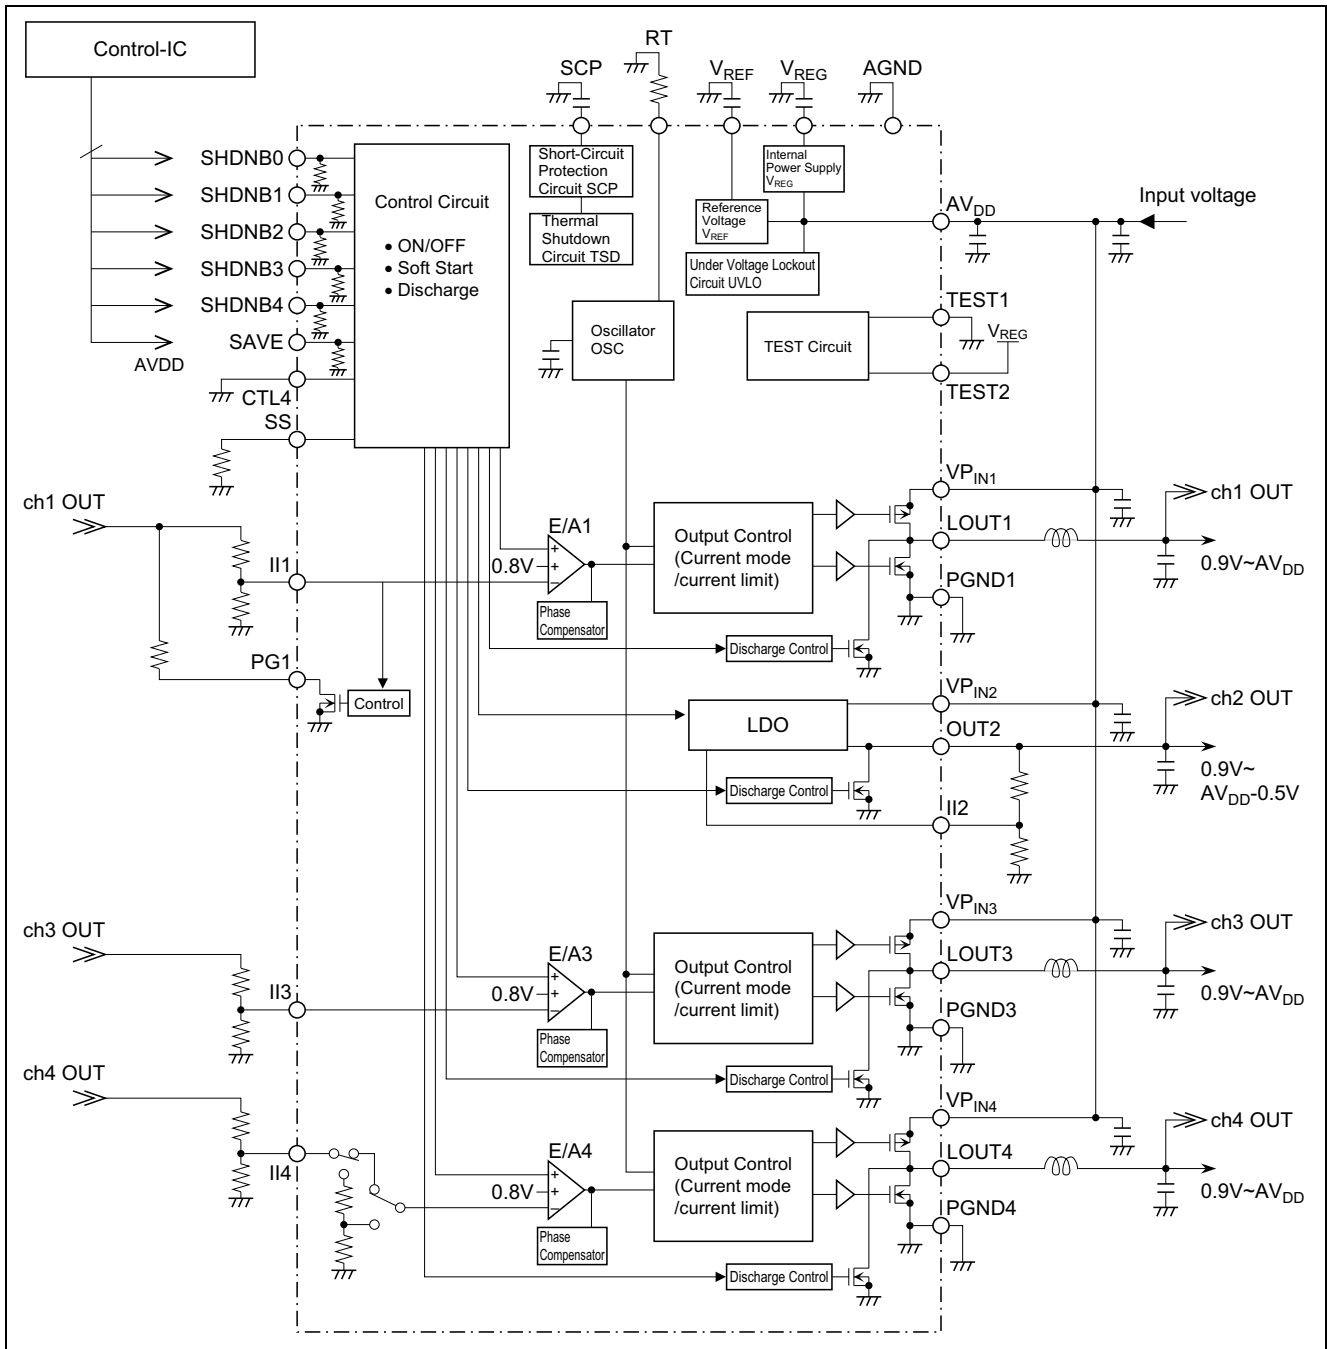 Control-IC
RT
SCP
VREF
VREG
AGND
SHDNB0
SHDNB1
SHDNB2
SHDNB3
SHDNB4
SAVE
AVDD
CTL4
SS
Control Circuit
• ON/OFF
• Soft Start
• Discharge
Short-Circuit
Protection
Circuit SCP
Thermal
Shutdown
Circuit TSD
Internal
Power Supply
VREG
Reference
Voltage
VREF
Under Voltage Lockout
Circuit UVLO
AVDD
Input voltage
Oscillator
OSC
TEST Circuit
TEST1
VREG
TEST2
ch1 OUT
II1
PG1
Control
E/A1
0.8V
+
+
−
Phase
Compensator
Output Control
(Current mode
/current limit)
Discharge Control
VPIN1
LOUT1
PGND1
ch1 OUT
0.9V~AVDD
LDO
Discharge Control
VPIN2
OUT2
II2
ch2 OUT
0.9V~
AVDD-0.5V
ch3 OUT
II3
E/A3
0.8V
+
+
−
Phase
Compensator
Output Control
(Current mode
/current limit)
Discharge Control
VPIN3
LOUT3
PGND3
ch3 OUT
0.9V~AVDD
ch4 OUT
II4
E/A4
0.8V
+
+
−
Phase
Compensator
Output Control
(Current mode
/current limit)
Discharge Control
VPIN4
LOUT4
PGND4
ch4 OUT
0.9V~AVDD